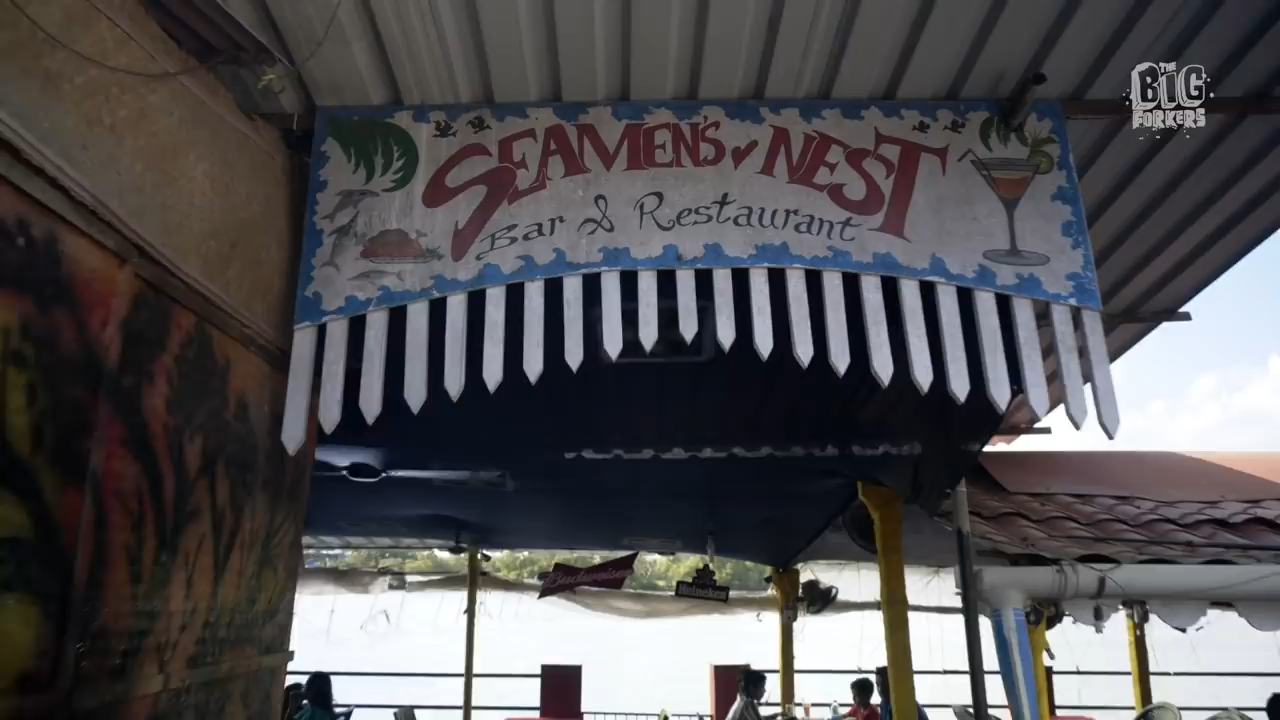 THE
BIG
FORKERS
SEAMEN'S NEST
Bar & Restaurant
Budweiser
Heineken